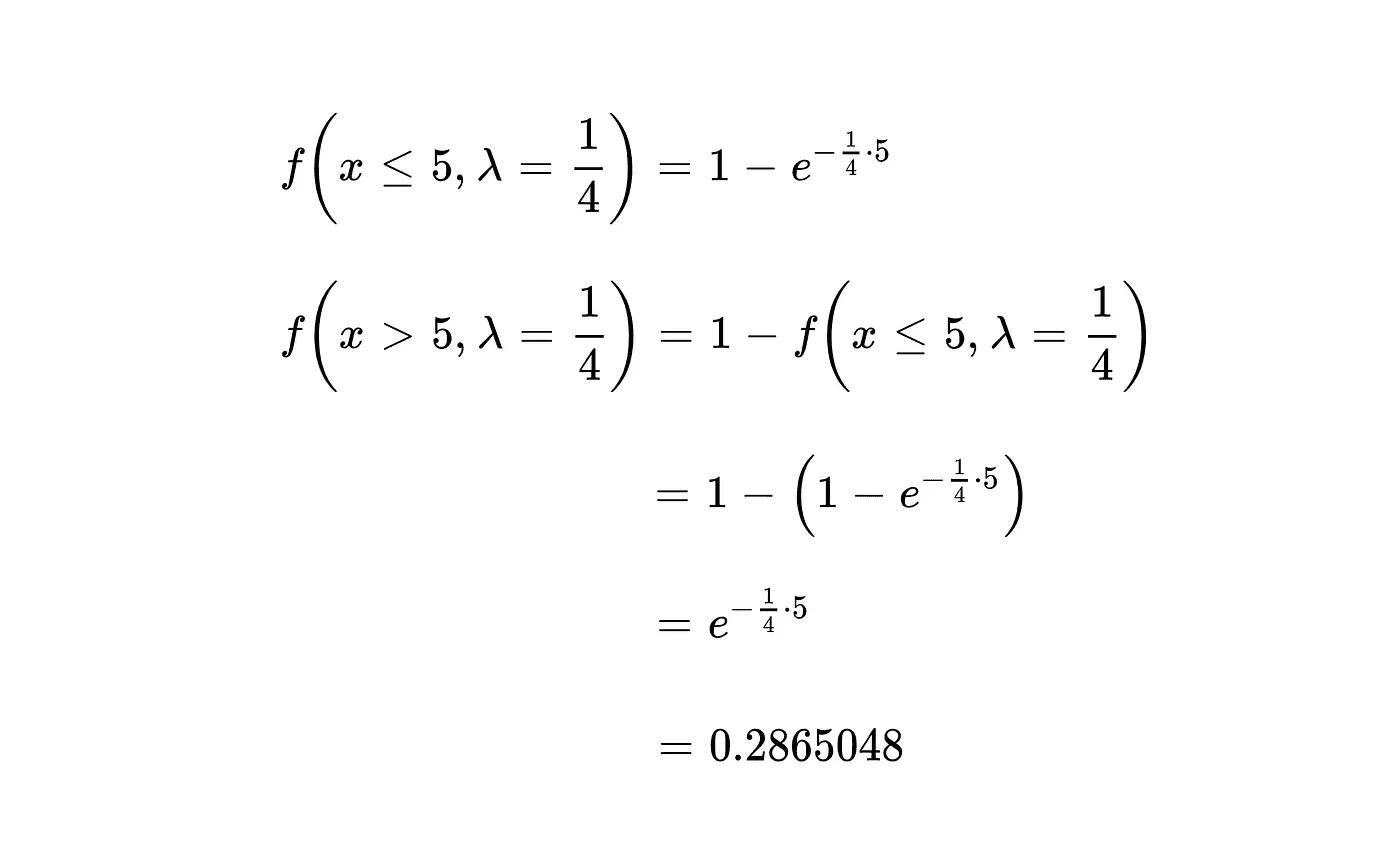 f(x ≤ 5, λ = 1/4) = 1 − e^{−1/4·5}
f(x > 5, λ = 1/4) = 1 − f(x ≤ 5, λ = 1/4)
= 1 − (1 − e^{−1/4·5})
= e^{−1/4·5}
= 0.2865048